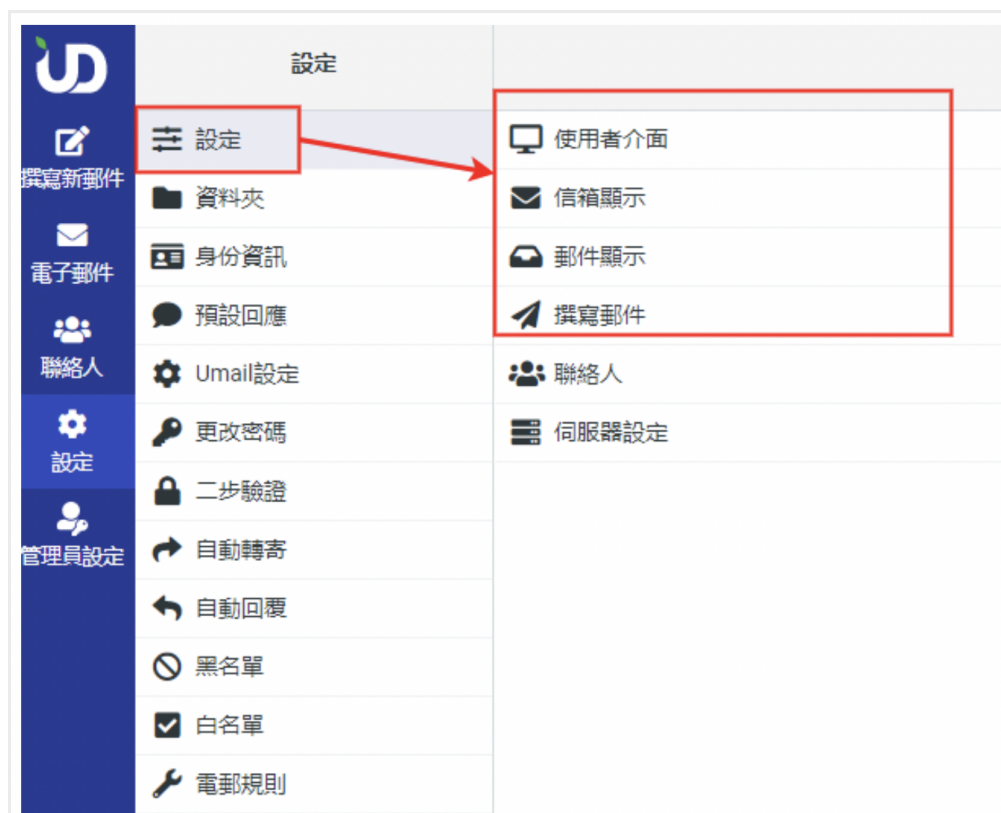 UD
撰寫新郵件
電子郵件
聯絡人
設定
管理員設定
設定
設定
資料夾
身份資訊
預設回應
Umail設定
更改密碼
二步驗證
自動轉寄
自動回覆
黑名單
白名單
電郵規則
使用者介面
信箱顯示
郵件顯示
撰寫郵件
聯絡人
伺服器設定